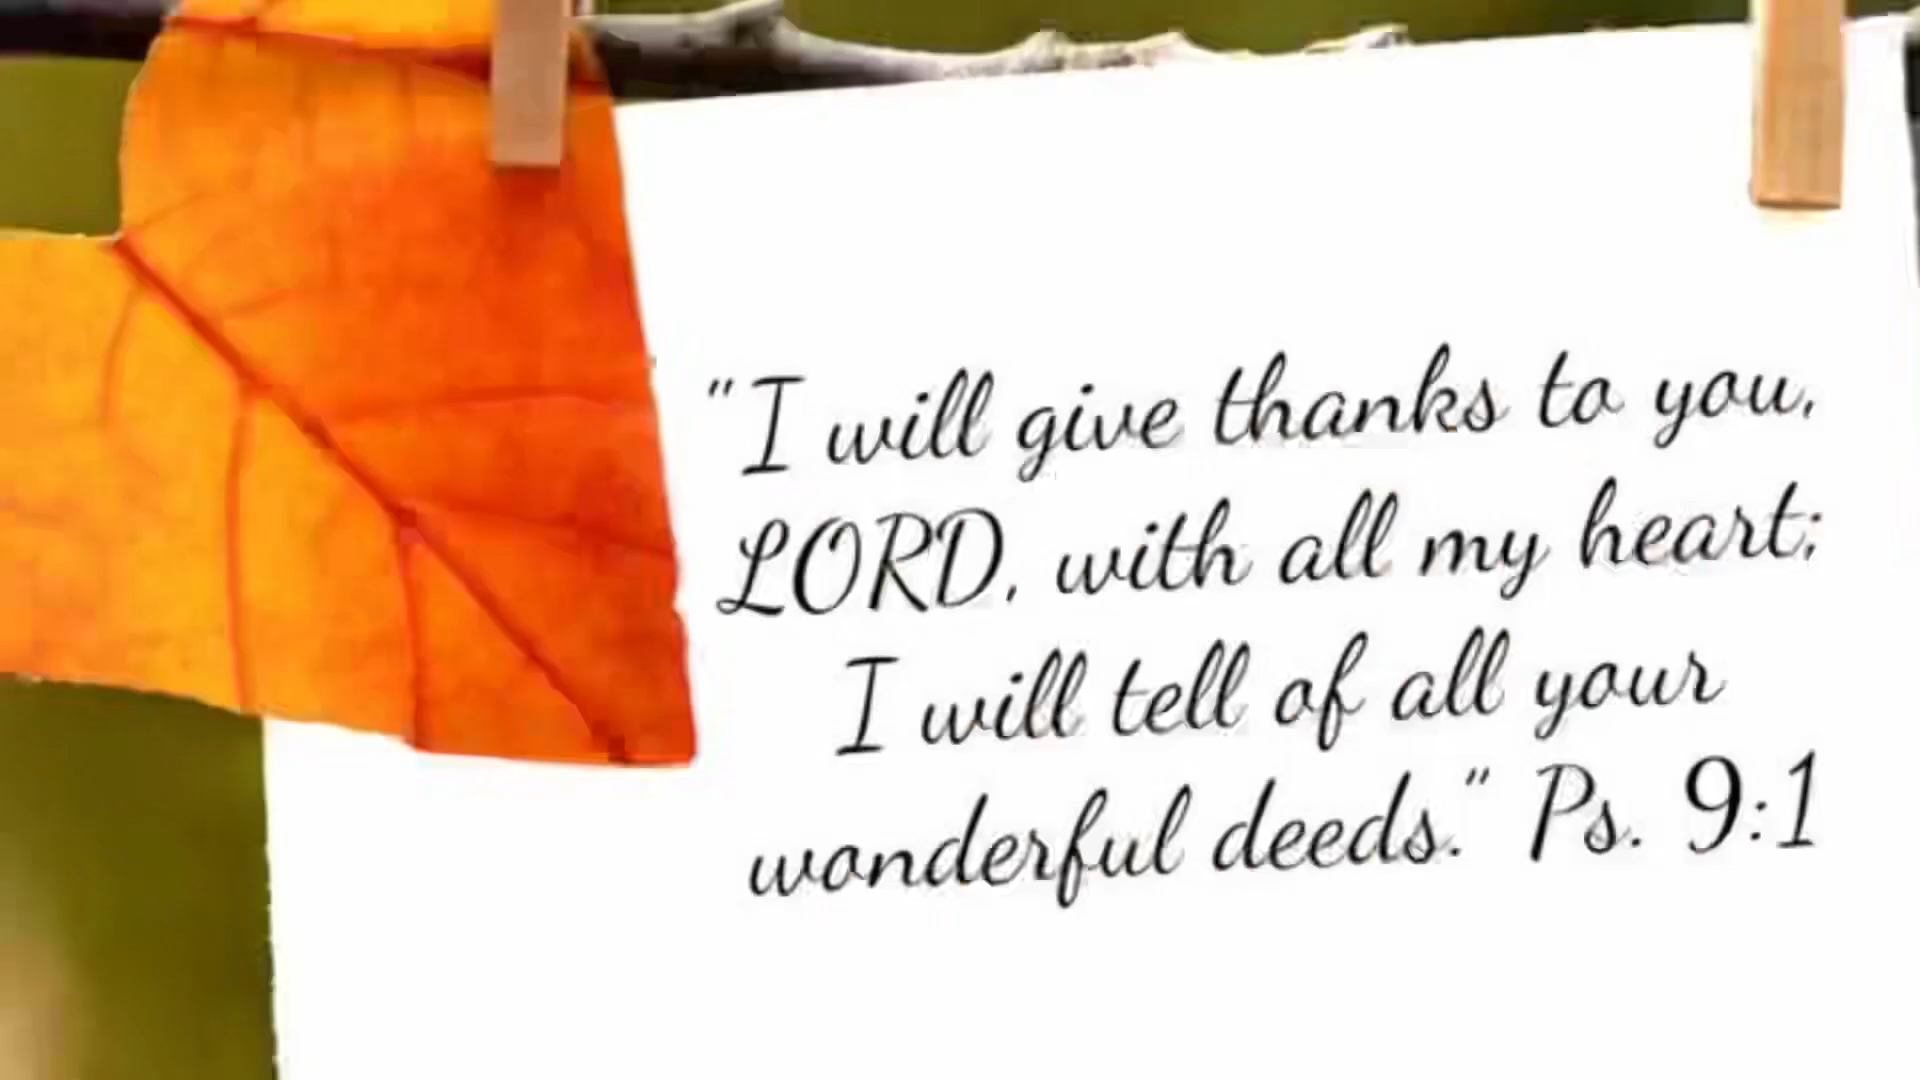 "I will give thanks to you,
LORD, with all my heart;
I will tell of all your
wonderful deeds." Ps. 9:1